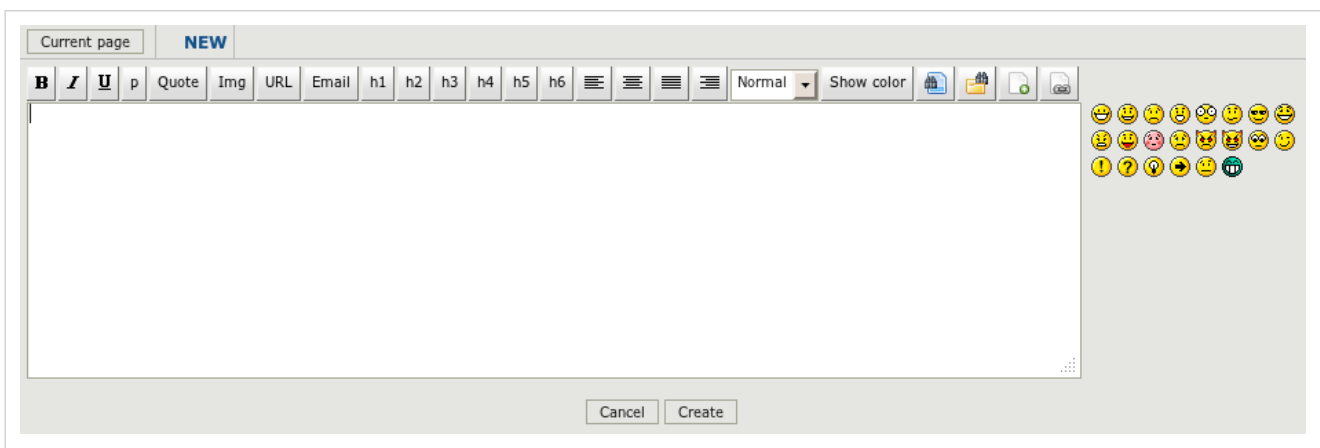 Current page NEW
B I U p Quote Img URL Email h1 h2 h3 h4 h5 h6 Normal Show color
! ?
Cancel Create